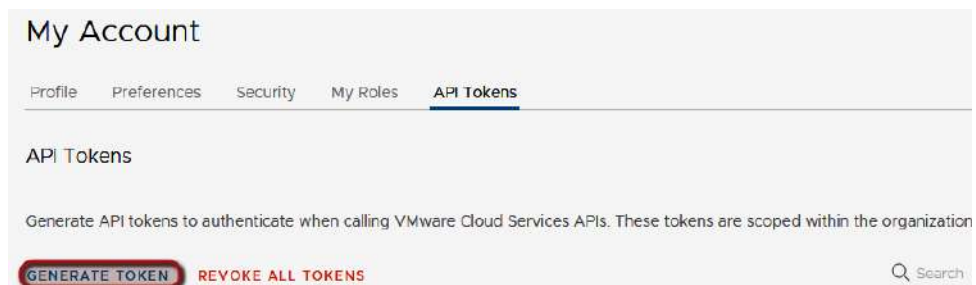 My Account
Profile Preferences Security My Roles API Tokens
API Tokens
Generate API tokens to authenticate when calling VMware Cloud Services APIs. These tokens are scoped within the organization
GENERATE TOKEN REVOKE ALL TOKENS Search